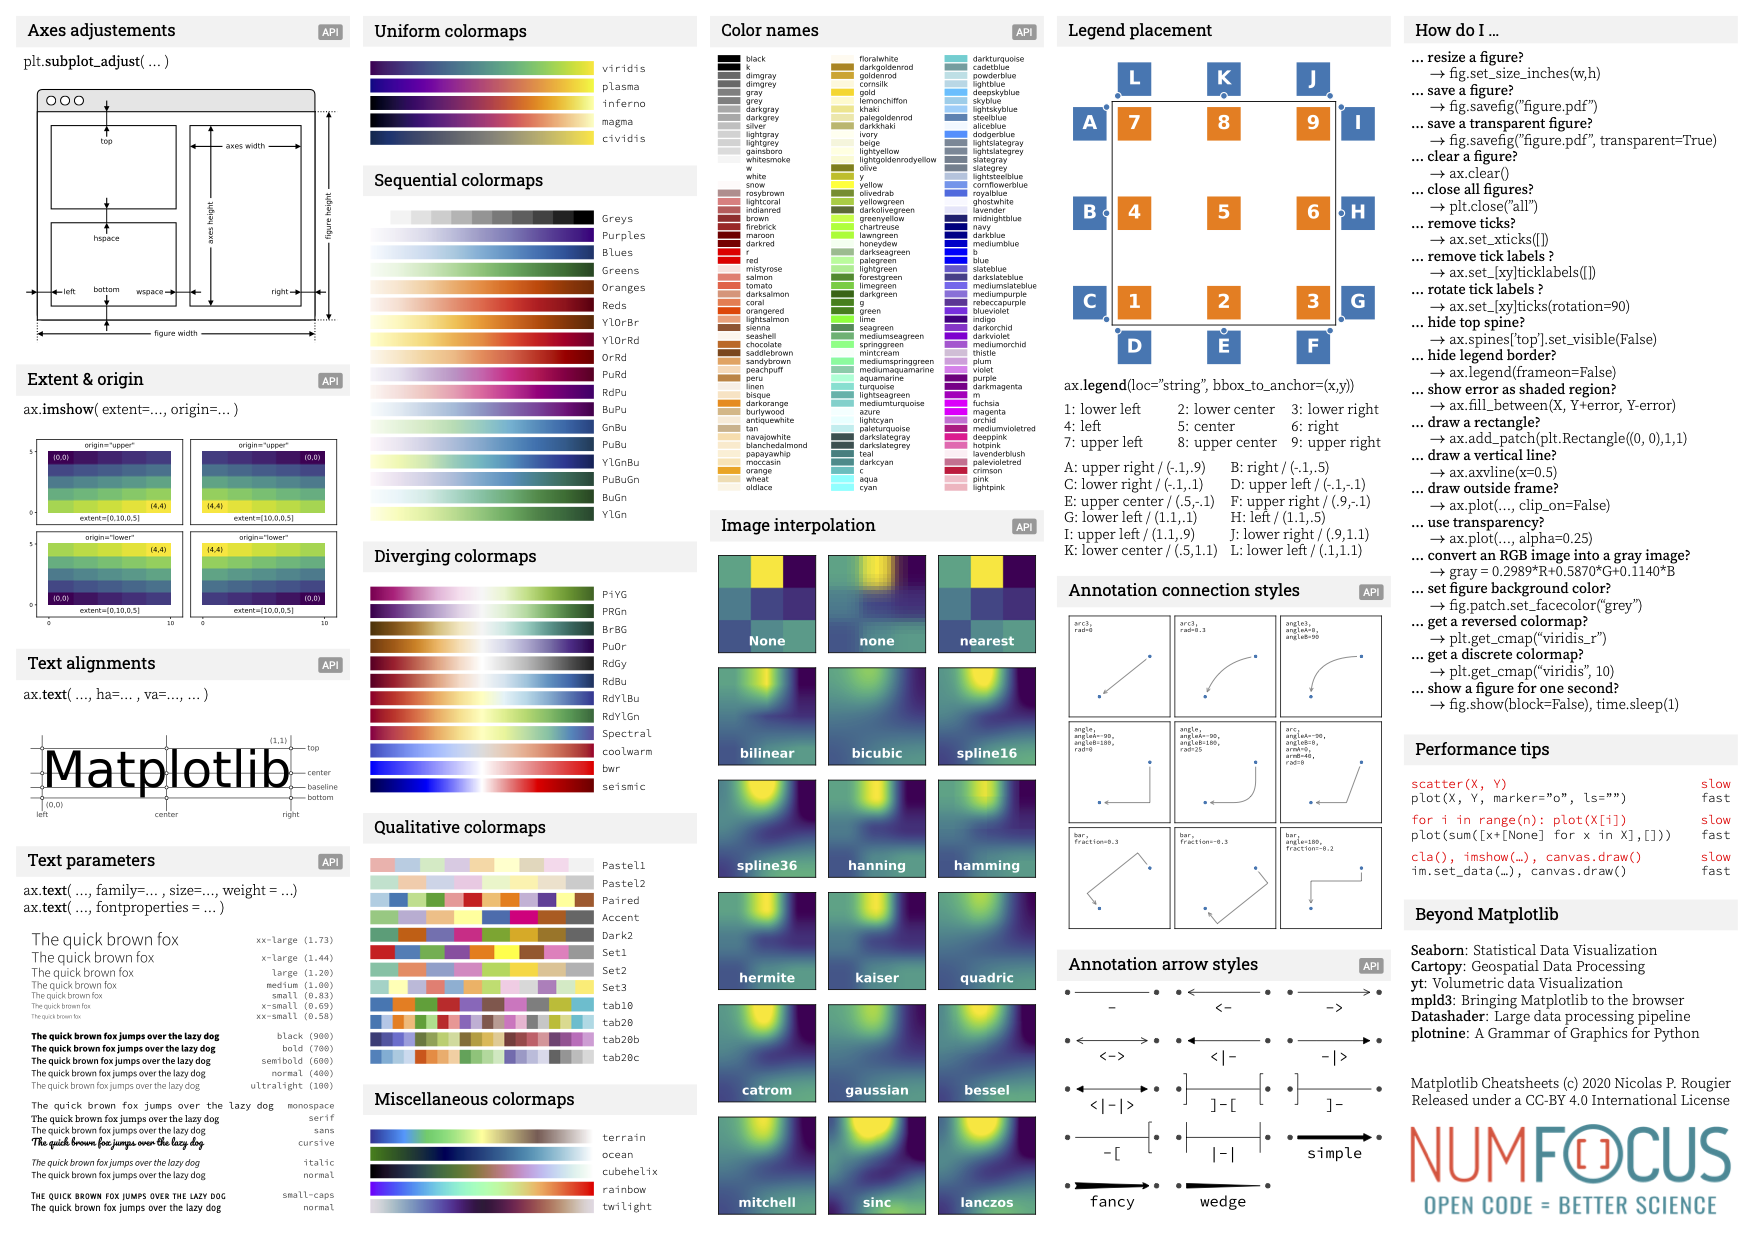 Axes adjustements
API
plt.subplot_adjust( … )
top
axes width
axes height
figure height
hspace
left
bottom
wspace
right
figure width
Extent & origin
API
ax.imshow( extent=…, origin=… )
origin="upper"
origin="upper"
5
(0,0)
(0,0)
(4,4)
(4,4)
0
extent=[0,10,0,5]
extent=[10,0,0,5]
origin="lower"
origin="lower"
5
(4,4)
(4,4)
(0,0)
(0,0)
0
extent=[0,10,0,5]
extent=[10,0,0,5]
0
10
0
10
Text alignments
API
ax.text( …, ha=… , va=…, … )
Matplotlib
(1,1)
top
center
baseline
bottom
(0,0)
left
center
right
Text parameters
API
ax.text( …, family=… , size=…, weight = …)
ax.text( …, fontproperties = … )
The quick brown fox xx-large (1.73)
The quick brown fox x-large (1.44)
The quick brown fox large (1.20)
The quick brown fox medium (1.00)
The quick brown fox small (0.83)
The quick brown fox x-small (0.69)
The quick brown fox xx-small (0.58)
The quick brown fox jumps over the lazy dog black (900)
The quick brown fox jumps over the lazy dog bold (700)
The quick brown fox jumps over the lazy dog semibold (600)
The quick brown fox jumps over the lazy dog normal (400)
The quick brown fox jumps over the lazy dog ultralight (100)
The quick brown fox jumps over the lazy dog monospace
The quick brown fox jumps over the lazy dog serif
The quick brown fox jumps over the lazy dog sans
The quick brown fox jumps over the lazy dog cursive
The quick brown fox jumps over the lazy dog italic
The quick brown fox jumps over the lazy dog normal
The quick brown fox jumps over the lazy dog small-caps
The quick brown fox jumps over the lazy dog normal
Uniform colormaps
viridis
plasma
inferno
magma
cividis
Sequential colormaps
Greys
Purples
Blues
Greens
Oranges
Reds
YlOrBr
YlOrRd
OrRd
PuRd
RdPu
BuPu
GnBu
PuBu
YlGnBu
PuBuGn
BuGn
YlGn
Diverging colormaps
PiYG
PRGn
BrBG
PuOr
RdGy
RdBu
RdYlBu
RdYlGn
Spectral
coolwarm
bwr
seismic
Qualitative colormaps
Pastel1
Pastel2
Paired
Accent
Dark2
Set1
Set2
Set3
tab10
tab20
tab20b
tab20c
Miscellaneous colormaps
terrain
ocean
cubehelix
rainbow
twilight
Color names
API
black
k
dimgray
dimgrey
gray
grey
darkgray
darkgrey
silver
lightgray
lightgrey
gainsboro
whitesmoke
w
white
snow
rosybrown
lightcoral
indianred
brown
firebrick
maroon
darkred
r
red
mistyrose
salmon
tomato
darksalmon
coral
orangered
lightsalmon
sienna
seashell
chocolate
saddlebrown
sandybrown
peachpuff
peru
linen
bisque
darkorange
burlywood
antiquewhite
tan
navajowhite
blanchedalmond
papayawhip
moccasin
orange
wheat
oldlace
floralwhite
darkgoldenrod
goldenrod
cornsilk
gold
lemonchiffon
khaki
palegoldenrod
darkkhaki
ivory
beige
lightyellow
lightgoldenrodyellow
olive
y
yellow
olivedrab
yellowgreen
darkolivegreen
greenyellow
chartreuse
lawngreen
honeydew
darkseagreen
palegreen
lightgreen
forestgreen
limegreen
darkgreen
g
green
lime
seagreen
mediumseagreen
springgreen
mintcream
mediumspringgreen
mediumaquamarine
aquamarine
turquoise
lightseagreen
mediumturquoise
azure
lightcyan
paleturquoise
darkslategray
darkslategrey
teal
darkcyan
c
aqua
cyan
darkturquoise
cadetblue
powderblue
lightblue
deepskyblue
skyblue
lightskyblue
steelblue
aliceblue
dodgerblue
lightslategray
lightslategrey
slategray
slategrey
lightsteelblue
cornflowerblue
royalblue
ghostwhite
lavender
midnightblue
navy
darkblue
mediumblue
b
blue
slateblue
darkslateblue
mediumslateblue
mediumpurple
rebeccapurple
blueviolet
indigo
darkorchid
darkviolet
mediumorchid
thistle
plum
violet
purple
darkmagenta
m
fuchsia
magenta
orchid
mediumvioletred
deeppink
hotpink
lavenderblush
palevioletred
crimson
pink
lightpink
Image interpolation
API
None
none
nearest
bilinear
bicubic
spline16
spline36
hanning
hamming
hermite
kaiser
quadric
catrom
gaussian
bessel
mitchell
sinc
lanczos
Legend placement
API
L K J
A 7 8 9 I
B 4 5 6 H
C 1 2 3 G
D E F
ax.legend(loc=”string”, bbox_to_anchor=(x,y))
1: lower left 2: lower center 3: lower right
4: left 5: center 6: right
7: upper left 8: upper center 9: upper right
A: upper right / (-.1,.9) B: right / (-.1,.5)
C: lower right / (-.1,.1) D: upper left / (-.1,-.1)
E: upper center / (.5,-.1) F: upper right / (.9,-.1)
G: lower left / (1.1,.1) H: left / (1.1,.5)
I: upper left / (1.1,.9) J: lower right / (.9,1.1)
K: lower center / (.5,1.1) L: lower left / (.1,1.1)
Annotation connection styles
API
arc3,
rad=0
arc3,
rad=0.3
angle3,
angleA=0,
angleB=90
angle,
angleA=-90,
angleB=180,
rad=0
angle,
angleA=-90,
angleB=180,
rad=25
arc,
angleA=-90,
angleB=0,
armA=0,
armB=40,
rad=0
bar,
fraction=0.3
bar,
fraction=-0.3
bar,
angle=180,
fraction=-0.2
Annotation arrow styles
API
-
<-
->
<->
<|-
-|>
<|-|>
]-[
]-
-[
|-|
simple
fancy
wedge
How do I …
… resize a figure?
→ fig.set_size_inches(w,h)
… save a figure?
→ fig.savefig(”figure.pdf”)
… save a transparent figure?
→ fig.savefig(”figure.pdf”, transparent=True)
… clear a figure?
→ ax.clear()
… close all figures?
→ plt.close(”all”)
… remove ticks?
→ ax.set_xticks([])
… remove tick labels ?
→ ax.set_[xy]ticklabels([])
… rotate tick labels ?
→ ax.set_[xy]ticks(rotation=90)
… hide top spine?
→ ax.spines[’top’].set_visible(False)
… hide legend border?
→ ax.legend(frameon=False)
… show error as shaded region?
→ ax.fill_between(X, Y+error, Y-error)
… draw a rectangle?
→ ax.add_patch(plt.Rectangle((0, 0),1,1)
… draw a vertical line?
→ ax.axvline(x=0.5)
… draw outside frame?
→ ax.plot(…, clip_on=False)
… use transparency?
→ ax.plot(…, alpha=0.25)
… convert an RGB image into a gray image?
→ gray = 0.2989*R+0.5870*G+0.1140*B
… set figure background color?
→ fig.patch.set_facecolor(“grey”)
… get a reversed colormap?
→ plt.get_cmap(“viridis_r”)
… get a discrete colormap?
→ plt.get_cmap(“viridis”, 10)
… show a figure for one second?
→ fig.show(block=False), time.sleep(1)
Performance tips
scatter(X, Y) slow
plot(X, Y, marker=”o”, ls=””) fast
for i in range(n): plot(X[i]) slow
plot(sum([x+[None] for x in X],[])) fast
cla(), imshow(…), canvas.draw() slow
im.set_data(…), canvas.draw() fast
Beyond Matplotlib
Seaborn: Statistical Data Visualization
Cartopy: Geospatial Data Processing
yt: Volumetric data Visualization
mpld3: Bringing Matplotlib to the browser
Datashader: Large data processing pipeline
plotnine: A Grammar of Graphics for Python
Matplotlib Cheatsheets (c) 2020 Nicolas P. Rougier
Released under a CC-BY 4.0 International License
NUMFOCUS
OPEN CODE = BETTER SCIENCE